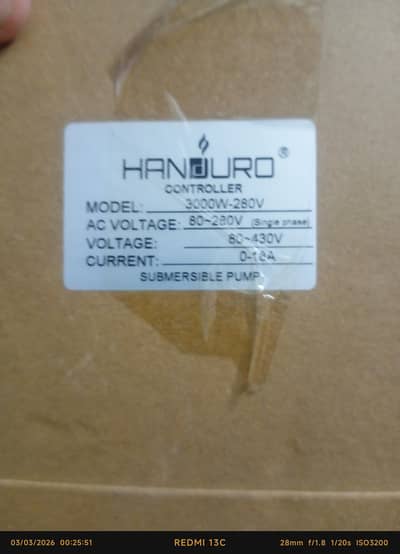 HANDURO®
CONTROLLER
MODEL: 3000W-280V
AC VOLTAGE: 80~280V (Single phase)
VOLTAGE: 80~430V
CURRENT: 0-18A
SUBMERSIBLE PUMP
03/03/2026 00:25:51 REDMI 13C 28mm f/1.8 1/20s ISO3200